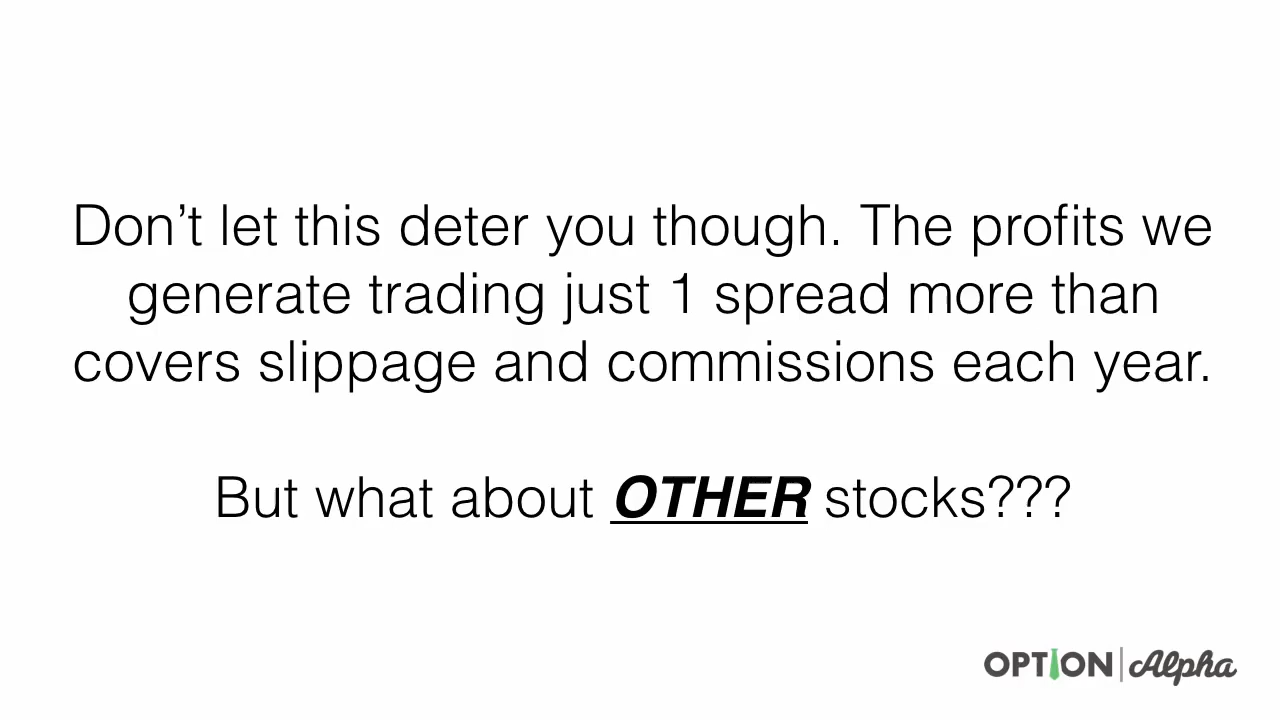 Don’t let this deter you though. The profits we
generate trading just 1 spread more than
covers slippage and commissions each year.
But what about OTHER stocks???
OPTION | Alpha